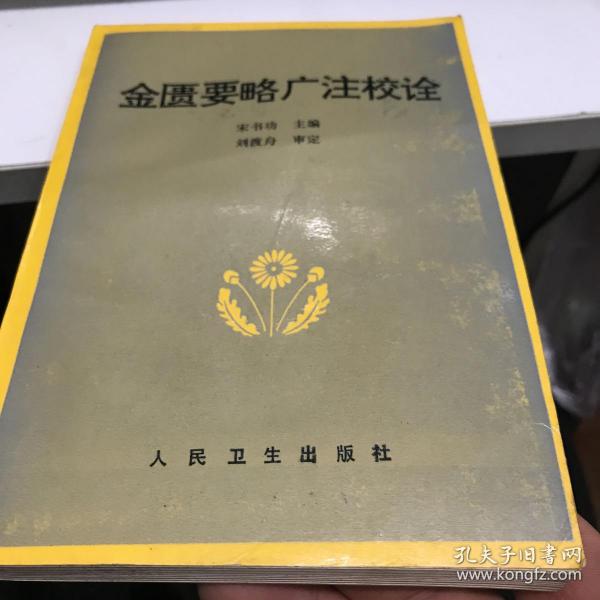 金匮要略广注校诠
宋书功 主编
刘渡舟 审定
人民卫生出版社
孔夫子旧书网
www.kongfz.com